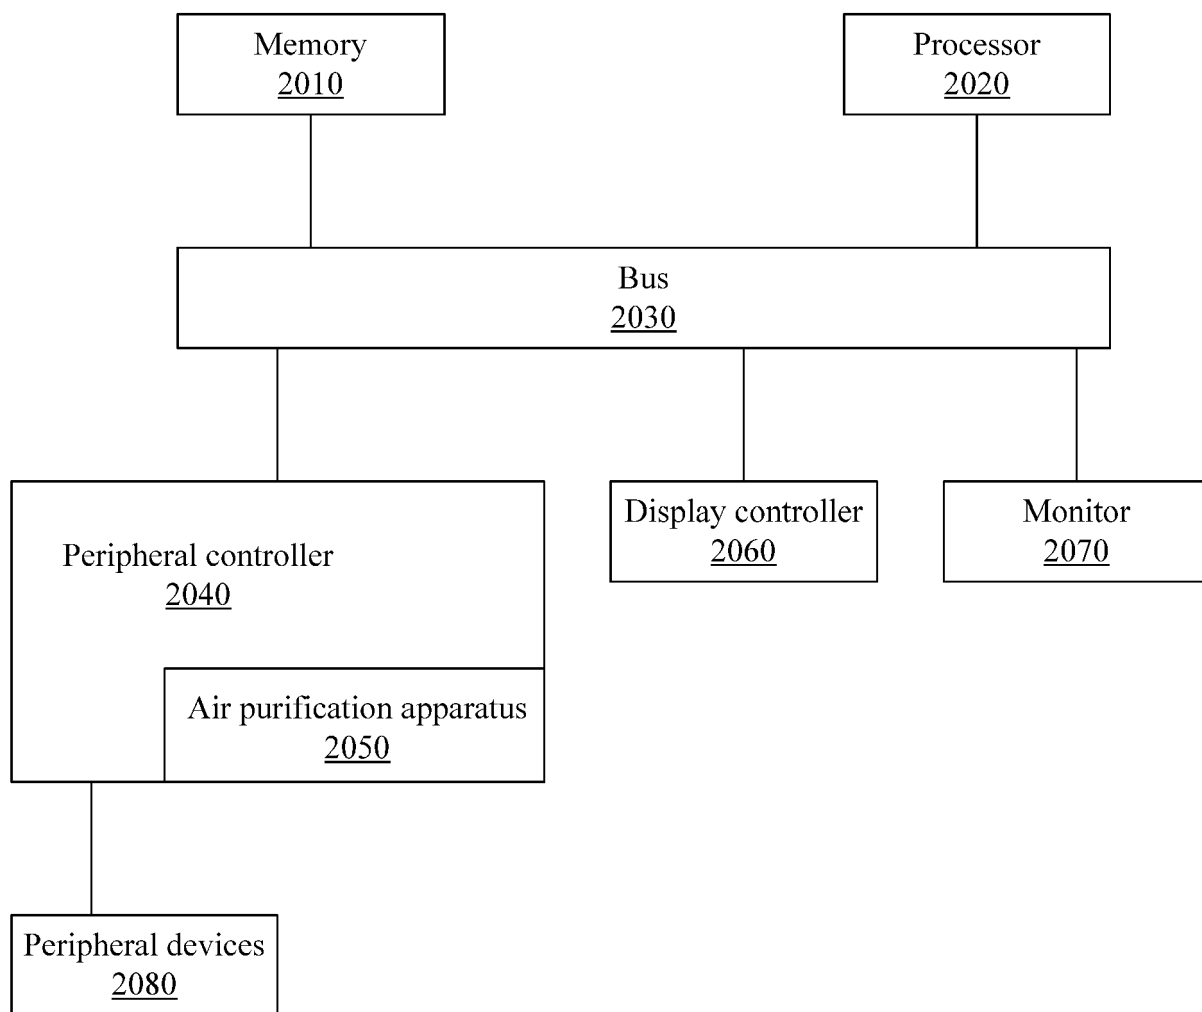 Memory
2010
Processor
2020
Bus
2030
Peripheral controller
2040
Display controller
2060
Monitor
2070
Air purification apparatus
2050
Peripheral devices
2080